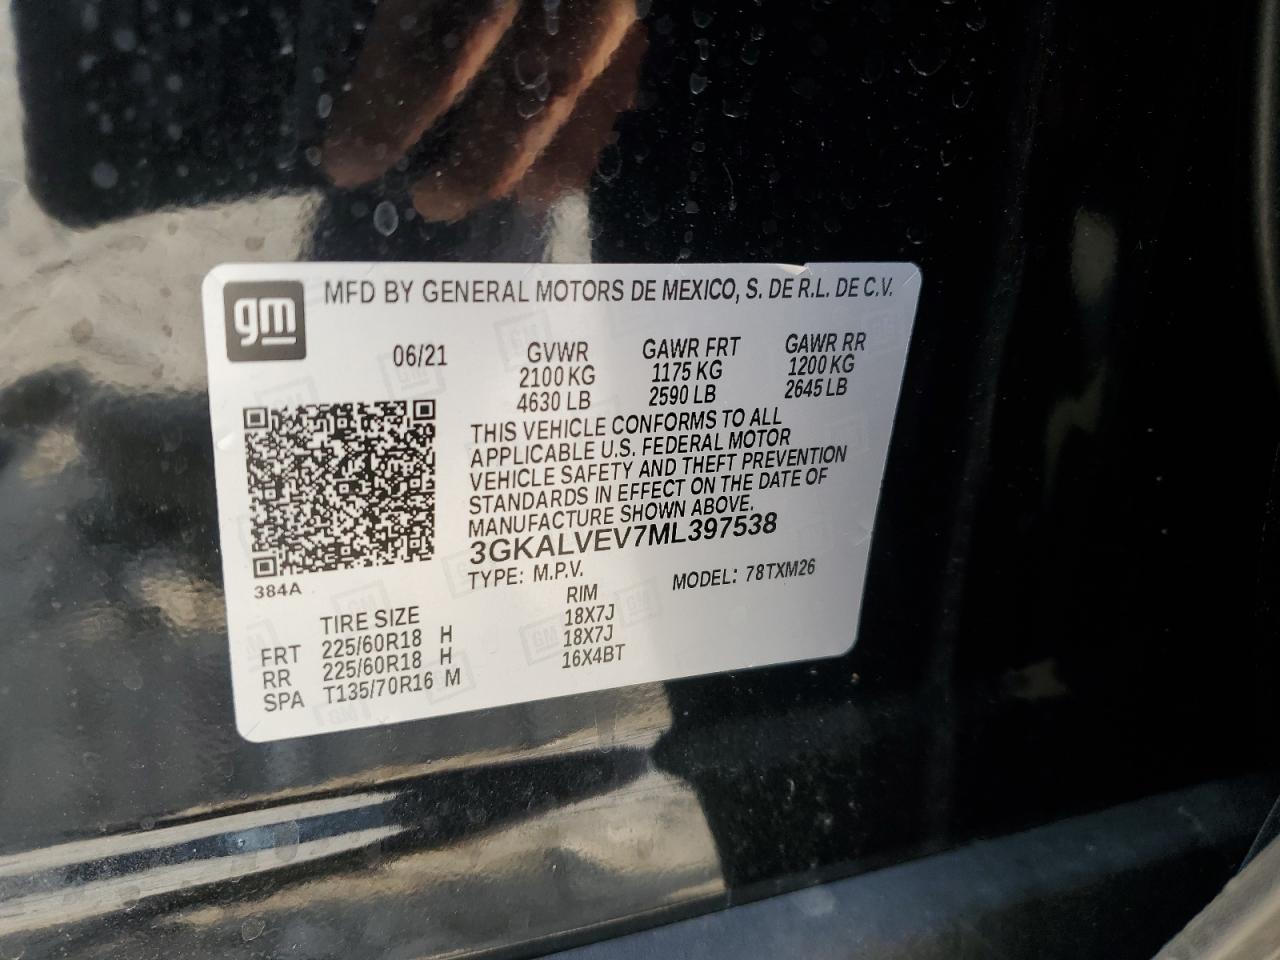 gm
MFD BY GENERAL MOTORS DE MEXICO, S. DE R.L. DE C.V.
06/21
GVWR
2100 KG
4630 LB
GAWR FRT
1175 KG
2590 LB
GAWR RR
1200 KG
2645 LB
THIS VEHICLE CONFORMS TO ALL
APPLICABLE U.S. FEDERAL MOTOR
VEHICLE SAFETY AND THEFT PREVENTION
STANDARDS IN EFFECT ON THE DATE OF
MANUFACTURE SHOWN ABOVE.
3GKALVEV7ML397538
TYPE: M.P.V.
MODEL: 78TXM26
384A
TIRE SIZE RIM
FRT 225/60R18 H 18X7J
RR 225/60R18 H 18X7J
SPA T135/70R16 M 16X4BT